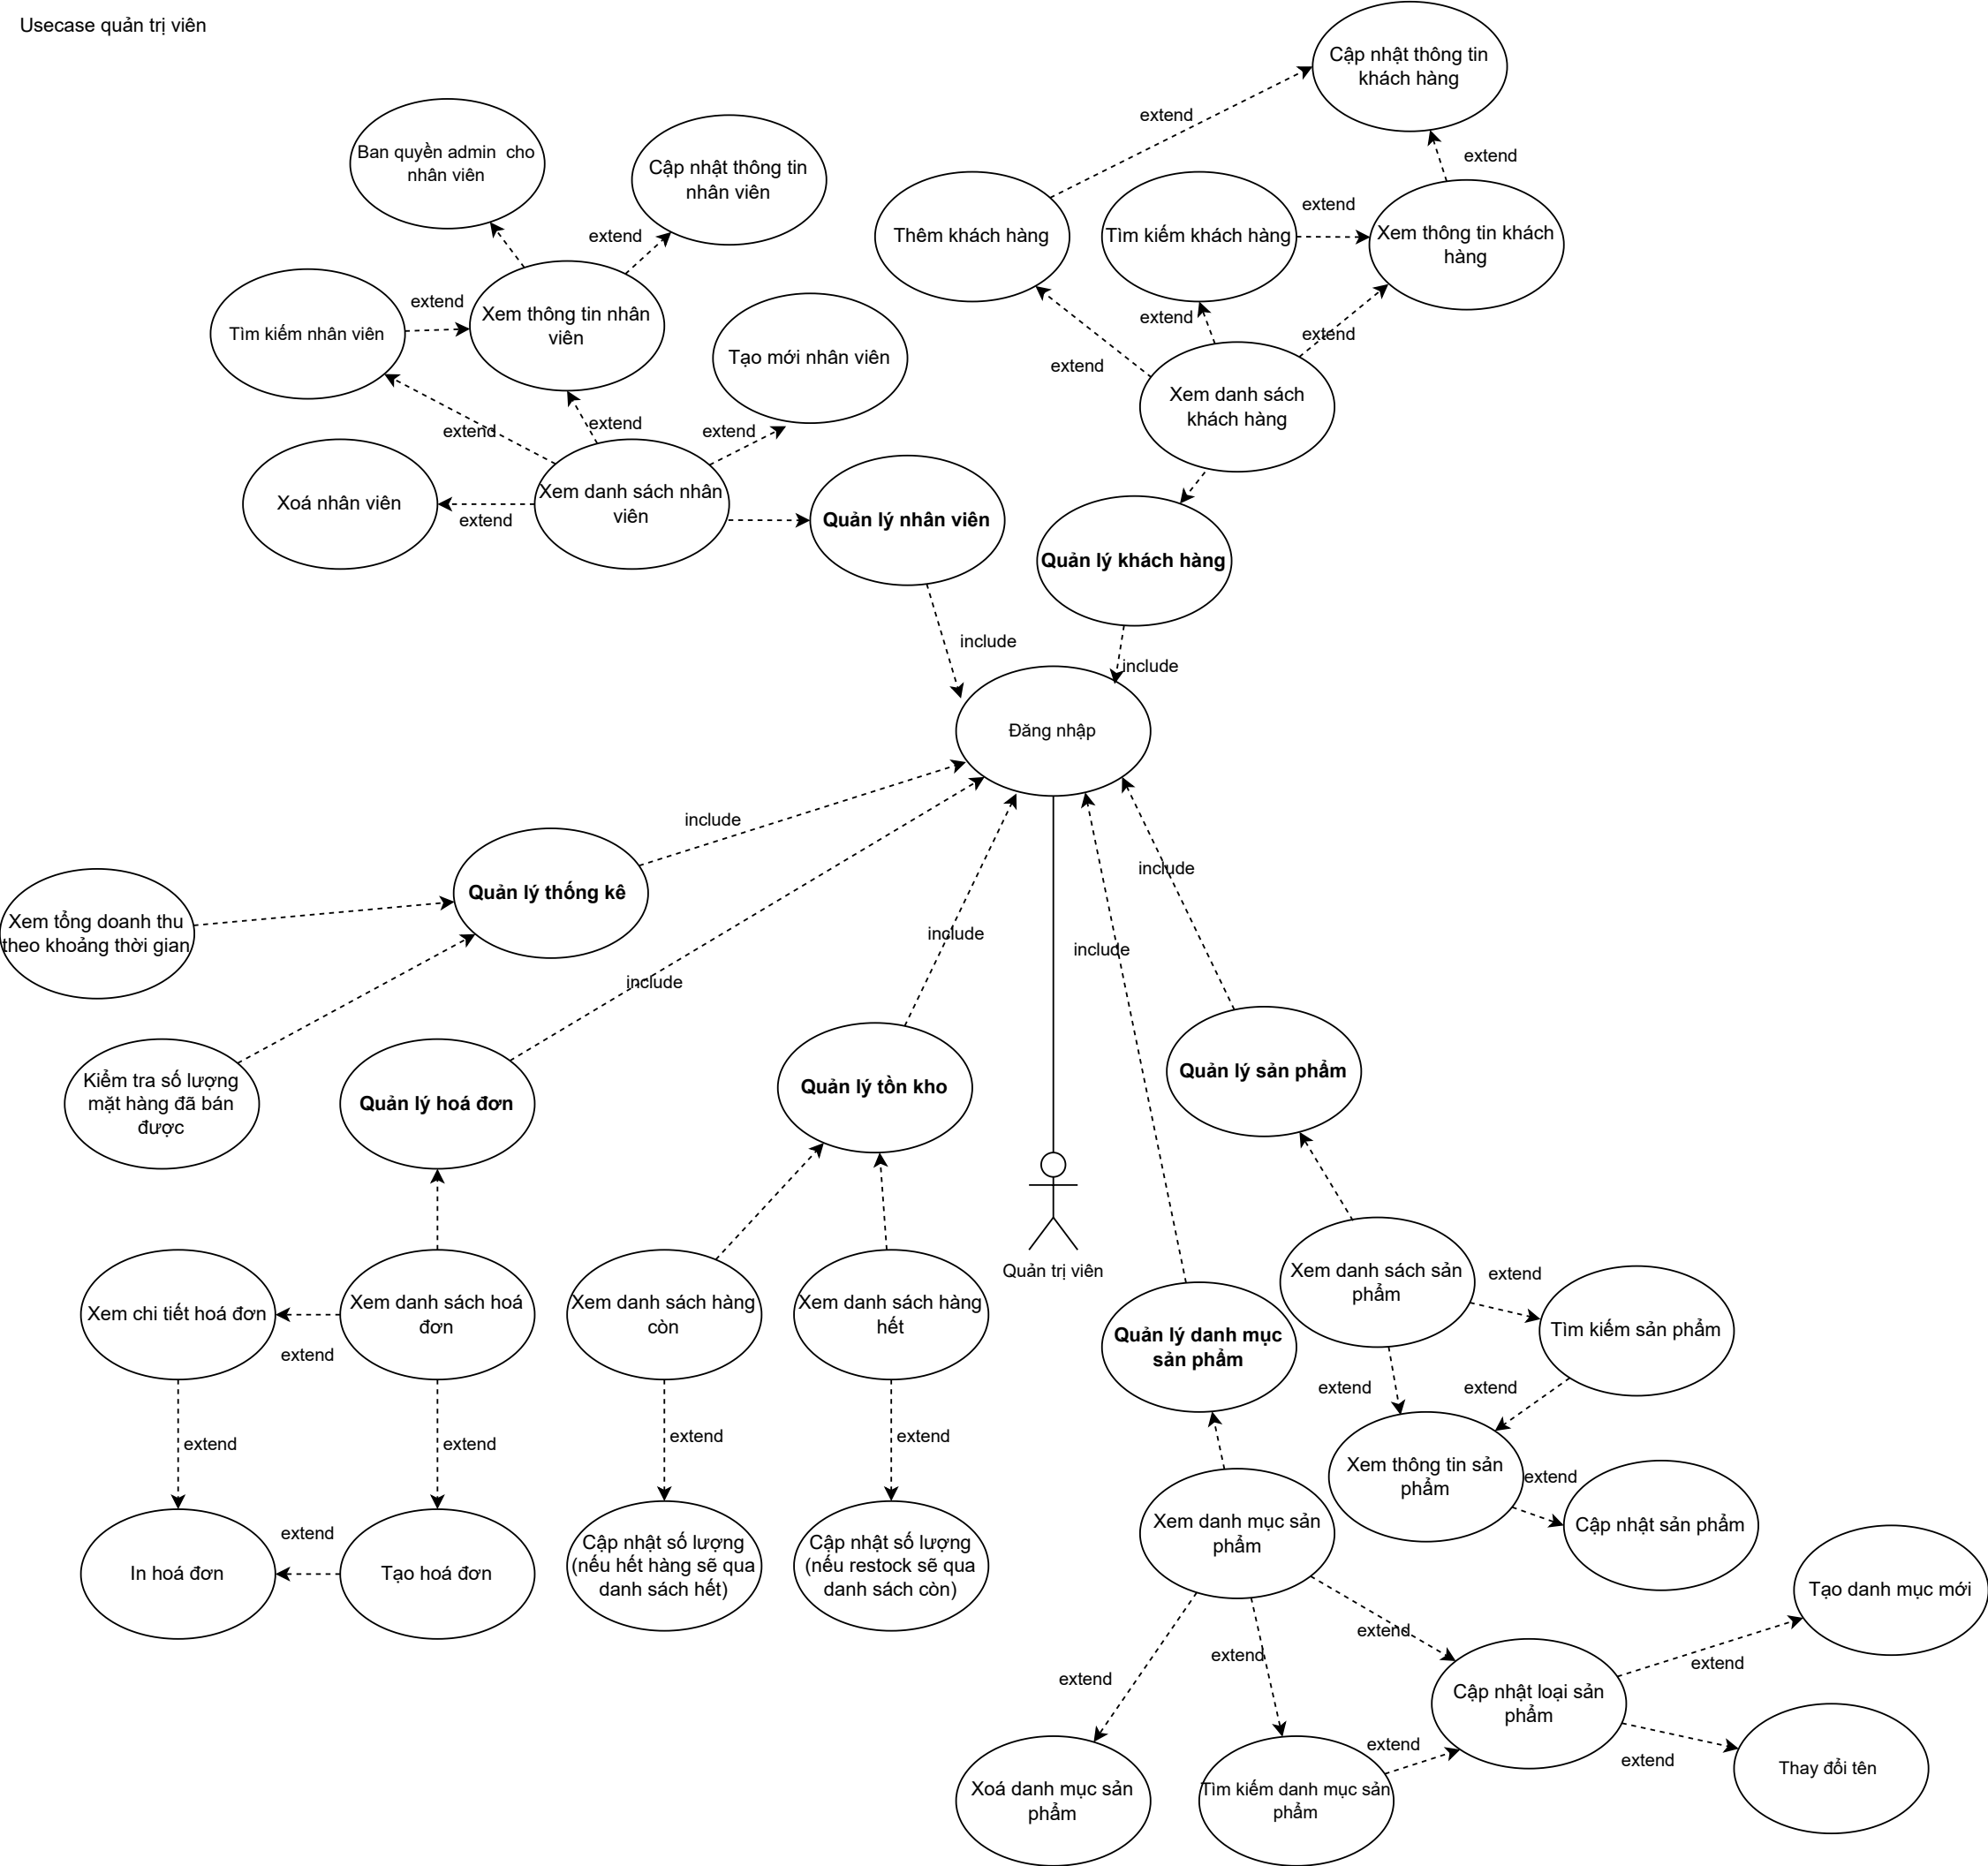 Usecase quản trị viên
Cập nhật thông tin
khách hàng
extend
Ban quyền admin  cho
nhân viên
Cập nhật thông tin
nhân viên
extend
extend
Thêm khách hàng
Tìm kiếm khách hàng
extend
Xem thông tin khách
hàng
Tìm kiếm nhân viên
extend
Xem thông tin nhân
viên
Tạo mới nhân viên
extend
extend
extend
Xem danh sách
khách hàng
extend
extend
extend
Xoá nhân viên
extend
Xem danh sách nhân
viên
Quản lý nhân viên
Quản lý khách hàng
include
include
Đăng nhập
include
Quản lý thống kê
include
Xem tổng doanh thu
theo khoảng thời gian
include
include
include
Kiểm tra số lượng
mặt hàng đã bán
được
Quản lý hoá đơn
Quản lý tồn kho
Quản lý sản phẩm
Quản trị viên
Xem chi tiết hoá đơn
extend
Xem danh sách hoá
đơn
Xem danh sách hàng
còn
Xem danh sách hàng
hết
Quản lý danh mục
sản phẩm
Xem danh sách sản
phẩm
extend
Tìm kiếm sản phẩm
extend
extend
extend
extend
extend
extend
Xem thông tin sản
phẩm
extend
Cập nhật sản phẩm
In hoá đơn
extend
Tạo hoá đơn
Cập nhật số lượng
(nếu hết hàng sẽ qua
danh sách hết)
Cập nhật số lượng
(nếu restock sẽ qua
danh sách còn)
Xem danh mục sản
phẩm
Tạo danh mục mới
extend
extend
extend
extend
Cập nhật loại sản
phẩm
extend
extend
Thay đổi tên
Xoá danh mục sản
phẩm
Tìm kiếm danh mục sản
phẩm